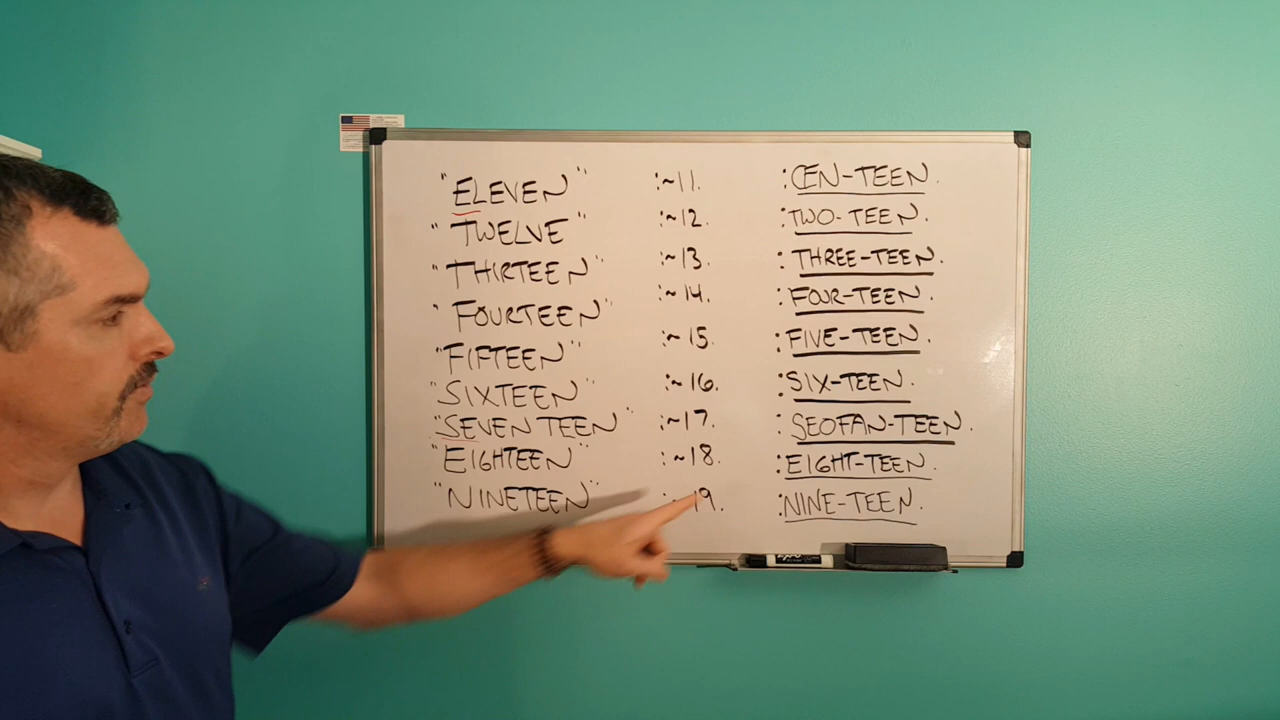 "ELEVEN" :~11. :CEN-TEEN.
"TWELVE" :~12. :TWO-TEEN.
"THIRTEEN" :~13. :THREE-TEEN.
"FOURTEEN" :~14. :FOUR-TEEN.
"FIFTEEN" :~15. :FIVE-TEEN.
"SIXTEEN" :~16. :SIX-TEEN.
"SEVENTEEN" :~17. :SEOFAN-TEEN.
"EIGHTEEN" :~18. :EIGHT-TEEN.
"NINETEEN" :~19. :NINE-TEEN.